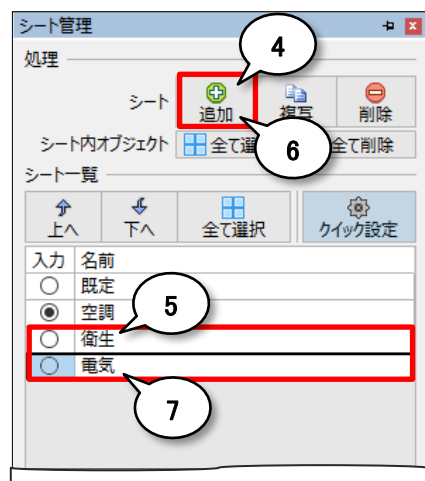 シート管理
4
処理
シート 追加 複写 削除
6
シート内オブジェクト 全て選 全て削除
シート一覧
上へ 下へ 全て選択 クイック設定
入力 名前
既定
5
空調
衛生
電気
7